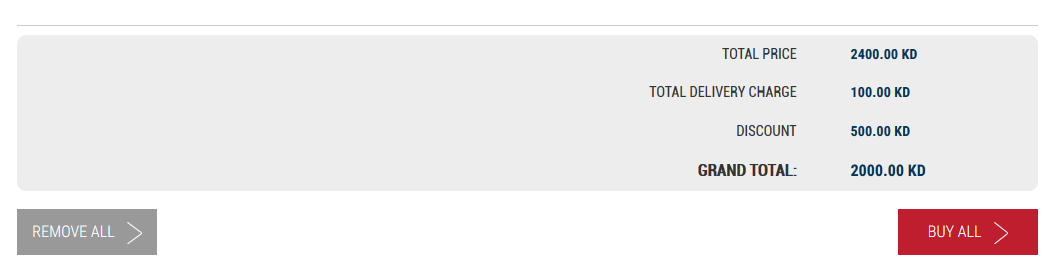 TOTAL PRICE 2400.00 KD
TOTAL DELIVERY CHARGE 100.00 KD
DISCOUNT 500.00 KD
GRAND TOTAL: 2000.00 KD
REMOVE ALL BUY ALL